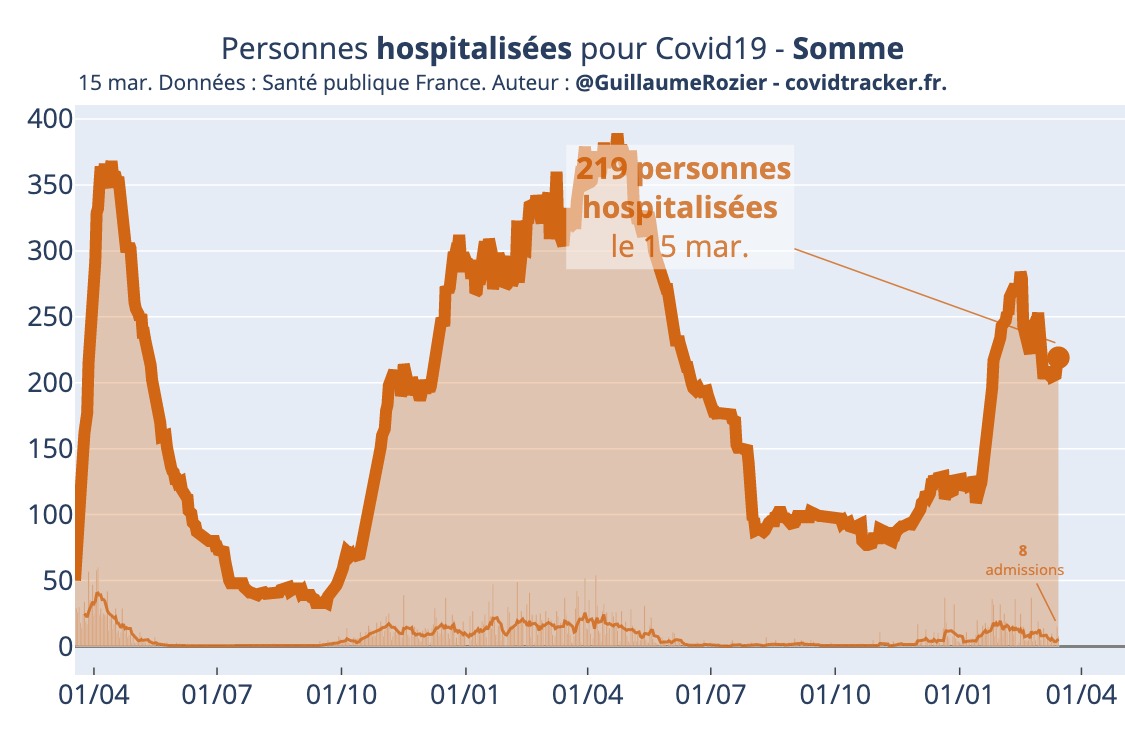 Personnes hospitalisées pour Covid19 - Somme
15 mar. Données : Santé publique France. Auteur : @GuillaumeRozier - covidtracker.fr.
400
350
300
250
200
150
100
50
0
219 personnes
hospitalisées
le 15 mar.
8
admissions
01/04 01/07 01/10 01/01 01/04 01/07 01/10 01/01 01/04